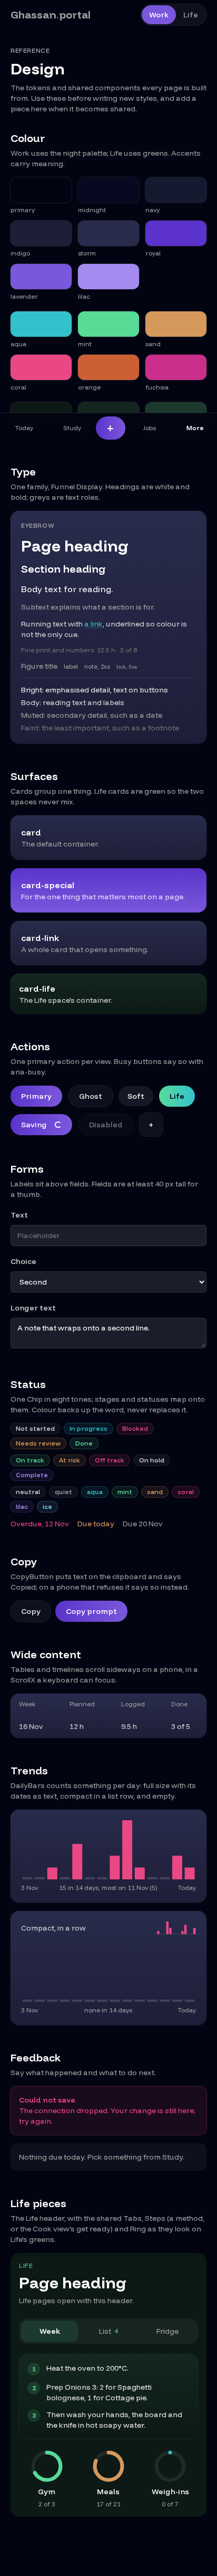 Ghassan.portal
Work
Life
REFERENCE
Design
The tokens and shared components every page is built
from. Use these before writing new styles, and add a
piece here when it becomes shared.
Colour
Work uses the night palette; Life uses greens. Accents
carry meaning.
primary
midnight
navy
indigo
storm
royal
lavender
lilac
aqua
mint
sand
coral
orange
fuchsia
Today
Study
+
Jobs
More
Type
One family, Funnel Display. Headings are white and
bold; greys are text roles.
EYEBROW
Page heading
Section heading
Body text for reading.
Subtext explains what a section is for.
Running text with a link, underlined so colour is
not the only cue.
Fine print and numbers 12.5 h · 3 of 8
Figure title label note, 2xs tick, 3xs
Bright: emphasised detail, text on buttons
Body: reading text and labels
Muted: secondary detail, such as a date
Faint: the least important, such as a footnote
Surfaces
Cards group one thing. Life cards are green so the two
spaces never mix.
card
The default container.
card-special
For the one thing that matters most on a page.
card-link
A whole card that opens something.
card-life
The Life space's container.
Actions
One primary action per view. Busy buttons say so with
aria-busy.
Primary
Ghost
Soft
Life
Saving
Disabled
+
Forms
Labels sit above fields. Fields are at least 40 px tall for
a thumb.
Text
Placeholder
Choice
Second
Longer text
A note that wraps onto a second line.
Status
One Chip in eight tones; stages and statuses map onto
them. Colour backs up the word, never replaces it.
Not started
In progress
Blocked
Needs review
Done
On track
At risk
Off track
On hold
Complete
neutral
quiet
aqua
mint
sand
coral
lilac
ice
Overdue, 12 Nov
Due today
Due 20 Nov
Copy
CopyButton puts text on the clipboard and says
Copied; on a phone that refuses it says so instead.
Copy
Copy prompt
Wide content
Tables and timelines scroll sideways on a phone, in a
ScrollX a keyboard can focus.
Week
Planned
Logged
Done
16 Nov
12 h
9.5 h
3 of 5
Trends
DailyBars counts something per day: full size with its
dates as text, compact in a list row, and empty.
3 Nov
15 in 14 days, most on 11 Nov (5)
Today
Compact, in a row
3 Nov
none in 14 days
Today
Feedback
Say what happened and what to do next.
Could not save
The connection dropped. Your change is still here;
try again.
Nothing due today. Pick something from Study.
Life pieces
The Life header, with the shared Tabs, Steps (a method,
or the Cook view's get ready) and Ring as they look on
Life's greens.
LIFE
Page heading
Life pages open with this header.
Week
List 4
Fridge
1 Heat the oven to 200°C.
2 Prep Onions 3: 2 for Spaghetti
bolognese, 1 for Cottage pie.
3 Then wash your hands, the board and
the knife in hot soapy water.
Gym
Meals
Weigh-ins
2 of 3
17 of 21
0 of 7